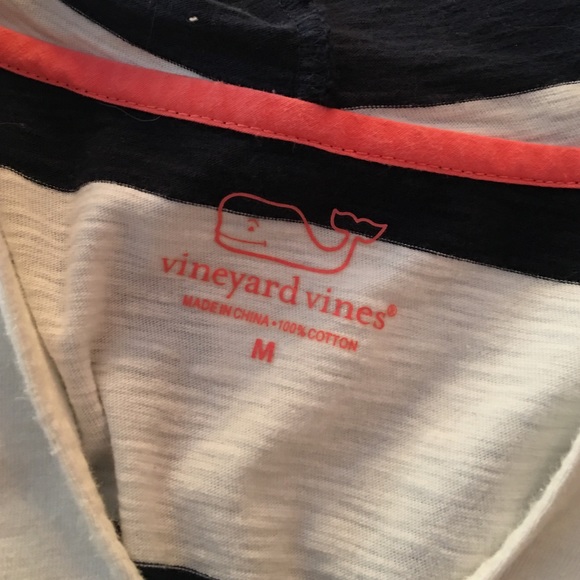 vineyard vines®
MADE IN CHINA • 100% COTTON
M